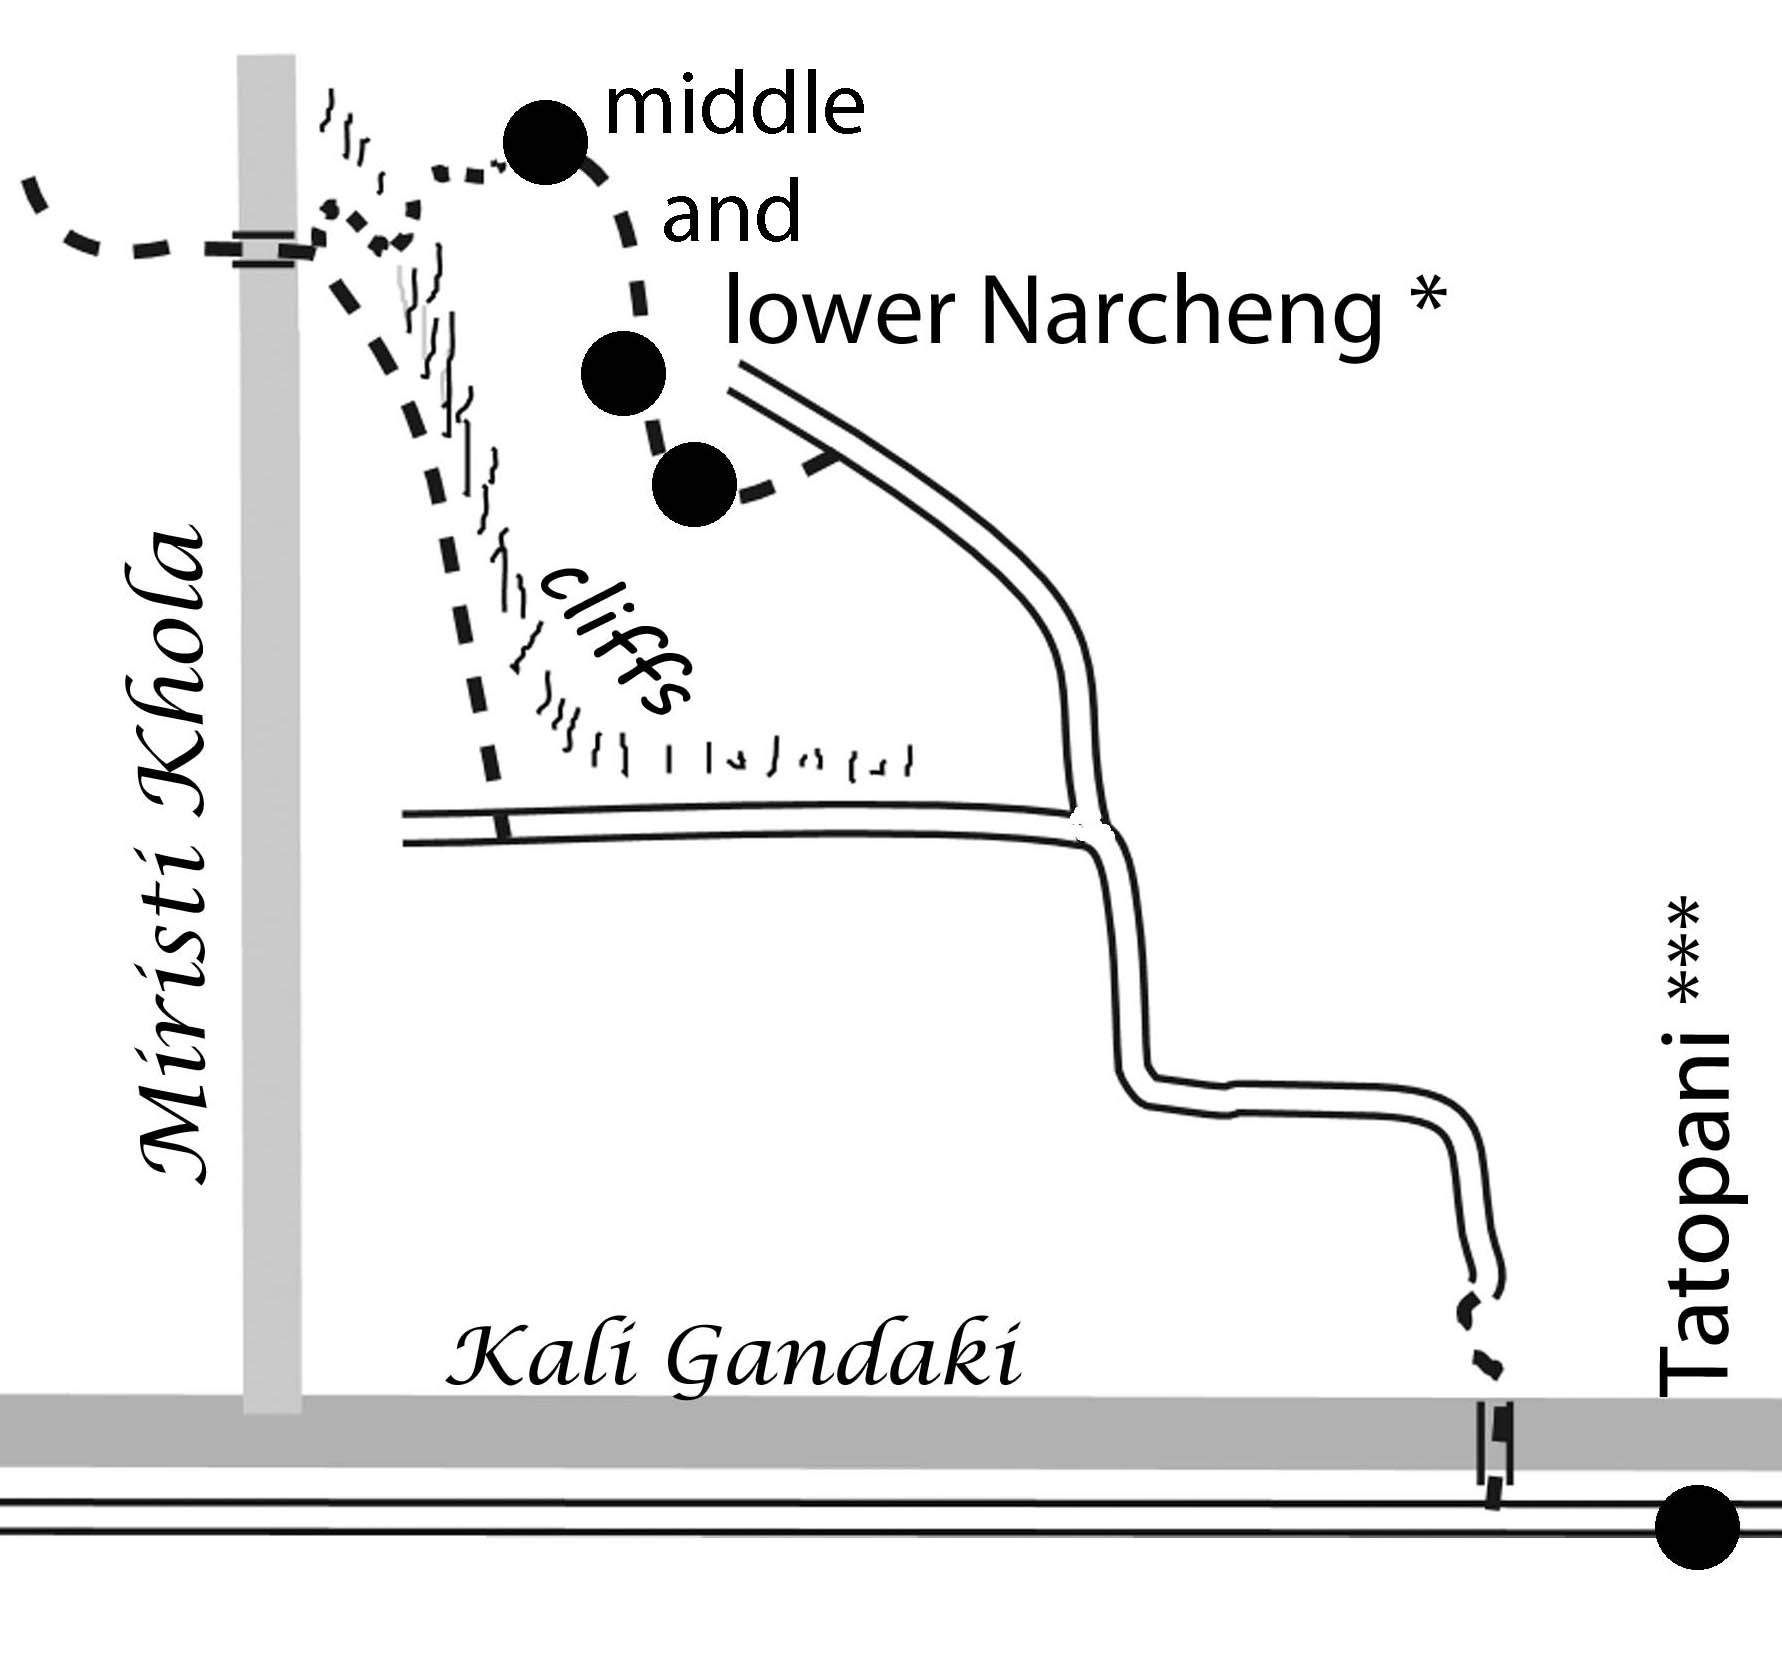 middle
and
lower Narcheng *
cliffs
Miristi Khola
Tatopani ***
Kali Gandaki